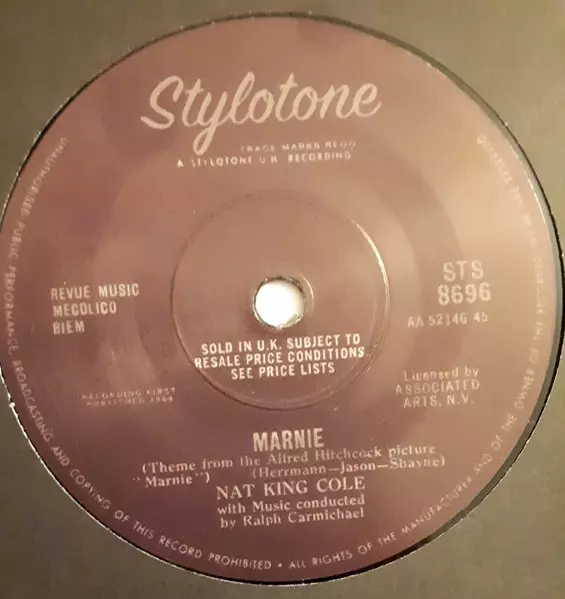 Stylotone
TRADE MARKS REGD
A STYLOTONE U.K. RECORDING
REVUE MUSIC
MECOLICO
BIEM
STS
8696
AA 52146 45
SOLD IN U.K. SUBJECT TO
RESALE PRICE CONDITIONS
SEE PRICE LISTS
RECORDING FIRST
PUBLISHED 1964
Licensed by
ASSOCIATED
ARTS, N.V.
MARNIE
(Theme from the Alfred Hitchcock picture
"Marnie") (Herrmann—Jason—Shayne)
NAT KING COLE
with Music conducted
by Ralph Carmichael
UNAUTHORISED PUBLIC PERFORMANCE, BROADCASTING AND COPYING OF THIS RECORD PROHIBITED • ALL RIGHTS OF THE MANUFACTURER AND OF THE OWNER OF THE